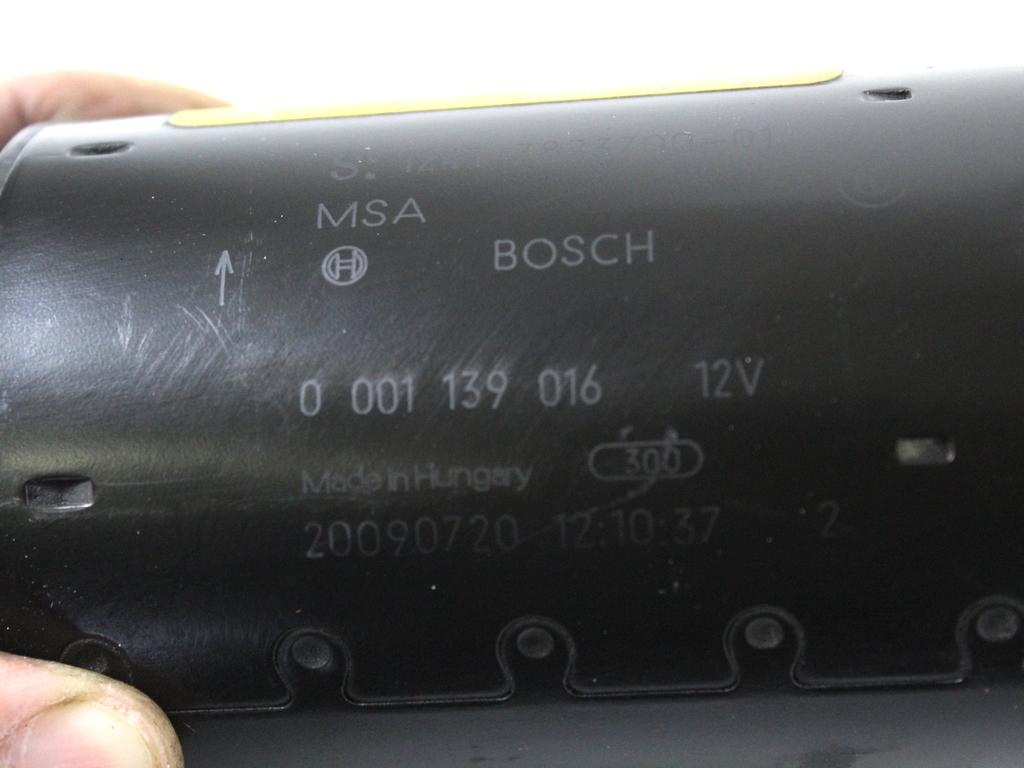 S:
MSA
BOSCH
0 001 139 016 12V
300
Made in Hungary
20090720 12:10:37 2